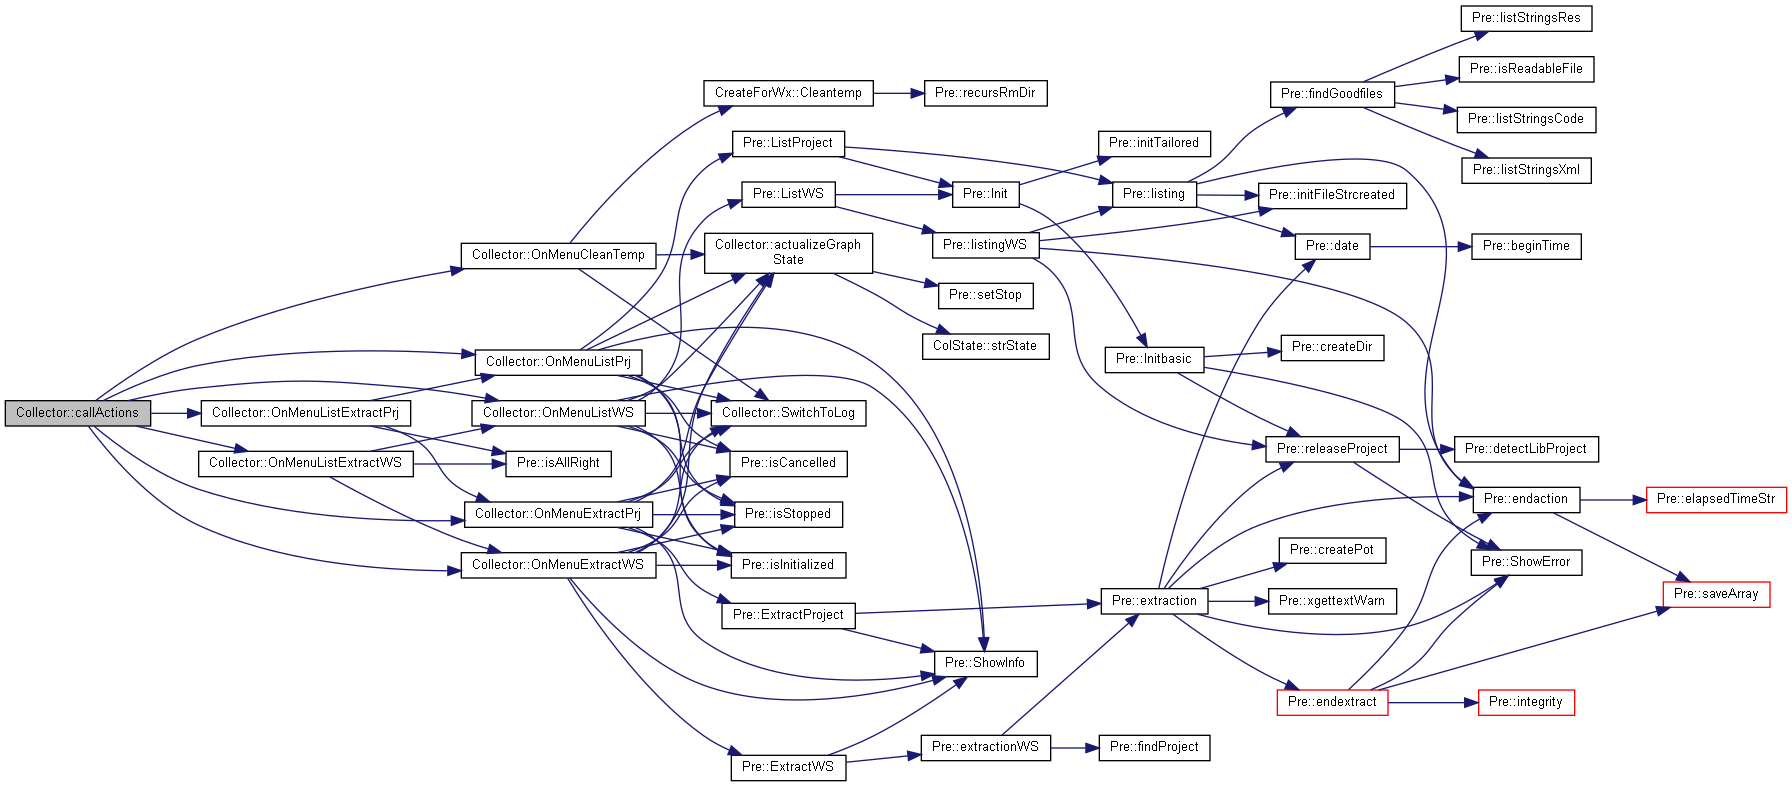 Collector::callActions
Collector::OnMenuListExtractPrj
Collector::OnMenuListExtractWS
Collector::OnMenuCleanTemp
Collector::OnMenuListPrj
Collector::OnMenuListWS
Pre::isAllRight
Collector::OnMenuExtractPrj
Collector::OnMenuExtractWS
CreateForWx::Cleantemp
Pre::ListProject
Pre::ListWS
Collector::actualizeGraph
State
Collector::SwitchToLog
Pre::isCancelled
Pre::isStopped
Pre::isInitialized
Pre::ExtractProject
Pre::ExtractWS
Pre::recursRmDir
Pre::Init
Pre::listingWS
Pre::setStop
ColState::strState
Pre::ShowInfo
Pre::extractionWS
Pre::initTailored
Pre::listing
Pre::Initbasic
Pre::extraction
Pre::findProject
Pre::findGoodfiles
Pre::initFileStrcreated
Pre::date
Pre::createDir
Pre::releaseProject
Pre::createPot
Pre::xgettextWarn
Pre::endextract
Pre::listStringsRes
Pre::isReadableFile
Pre::listStringsCode
Pre::listStringsXml
Pre::beginTime
Pre::detectLibProject
Pre::endaction
Pre::ShowError
Pre::integrity
Pre::elapsedTimeStr
Pre::saveArray